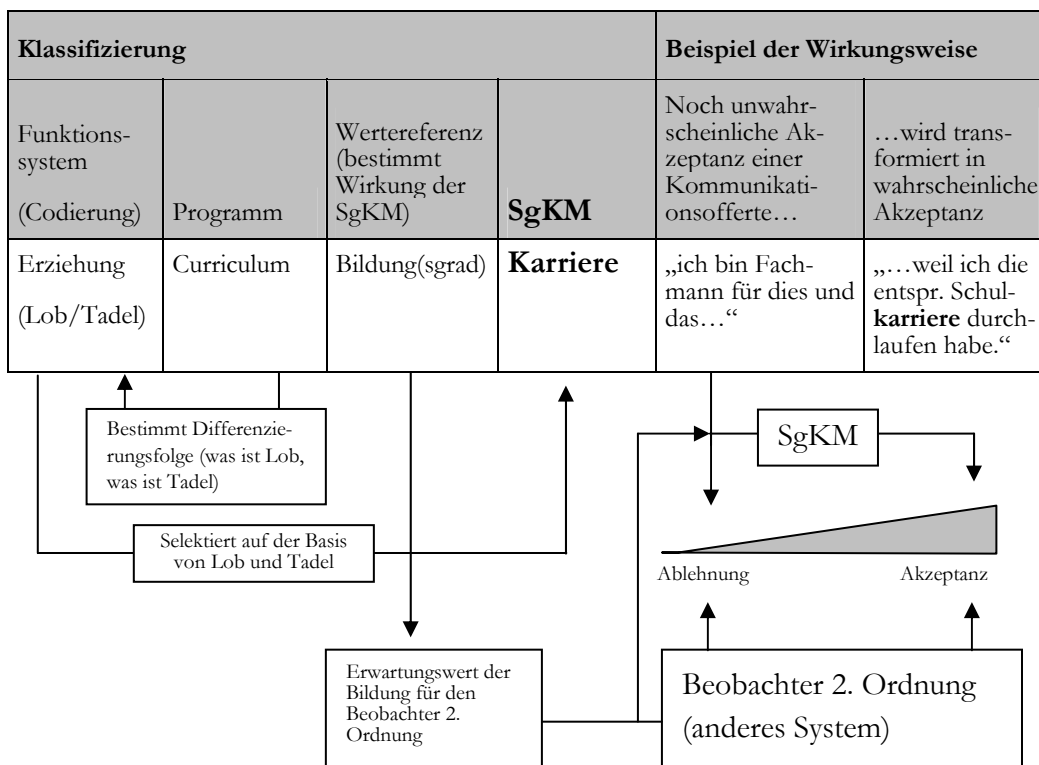 Klassifizierung
Beispiel der Wirkungsweise
Funktions-
system
(Codierung)
Programm
Wertereferenz
(bestimmt
Wirkung der
SgKM)
SgKM
Noch unwahr-
scheinliche Ak-
zeptanz einer
Kommunikati-
onsofferte…
…wird trans-
formiert in
wahrscheinliche
Akzeptanz
Erziehung
(Lob/Tadel)
Curriculum
Bildung(sgrad)
Karriere
„ich bin Fach-
mann für dies und
das…“
„…weil ich die
entspr. Schul-
karriere durch-
laufen habe.“
Bestimmt Differenzie-
rungsfolge (was ist Lob,
was ist Tadel)
SgKM
Selektiert auf der Basis
von Lob und Tadel
Ablehnung
Akzeptanz
Erwartungswert der
Bildung für den
Beobachter 2.
Ordnung
Beobachter 2. Ordnung
(anderes System)